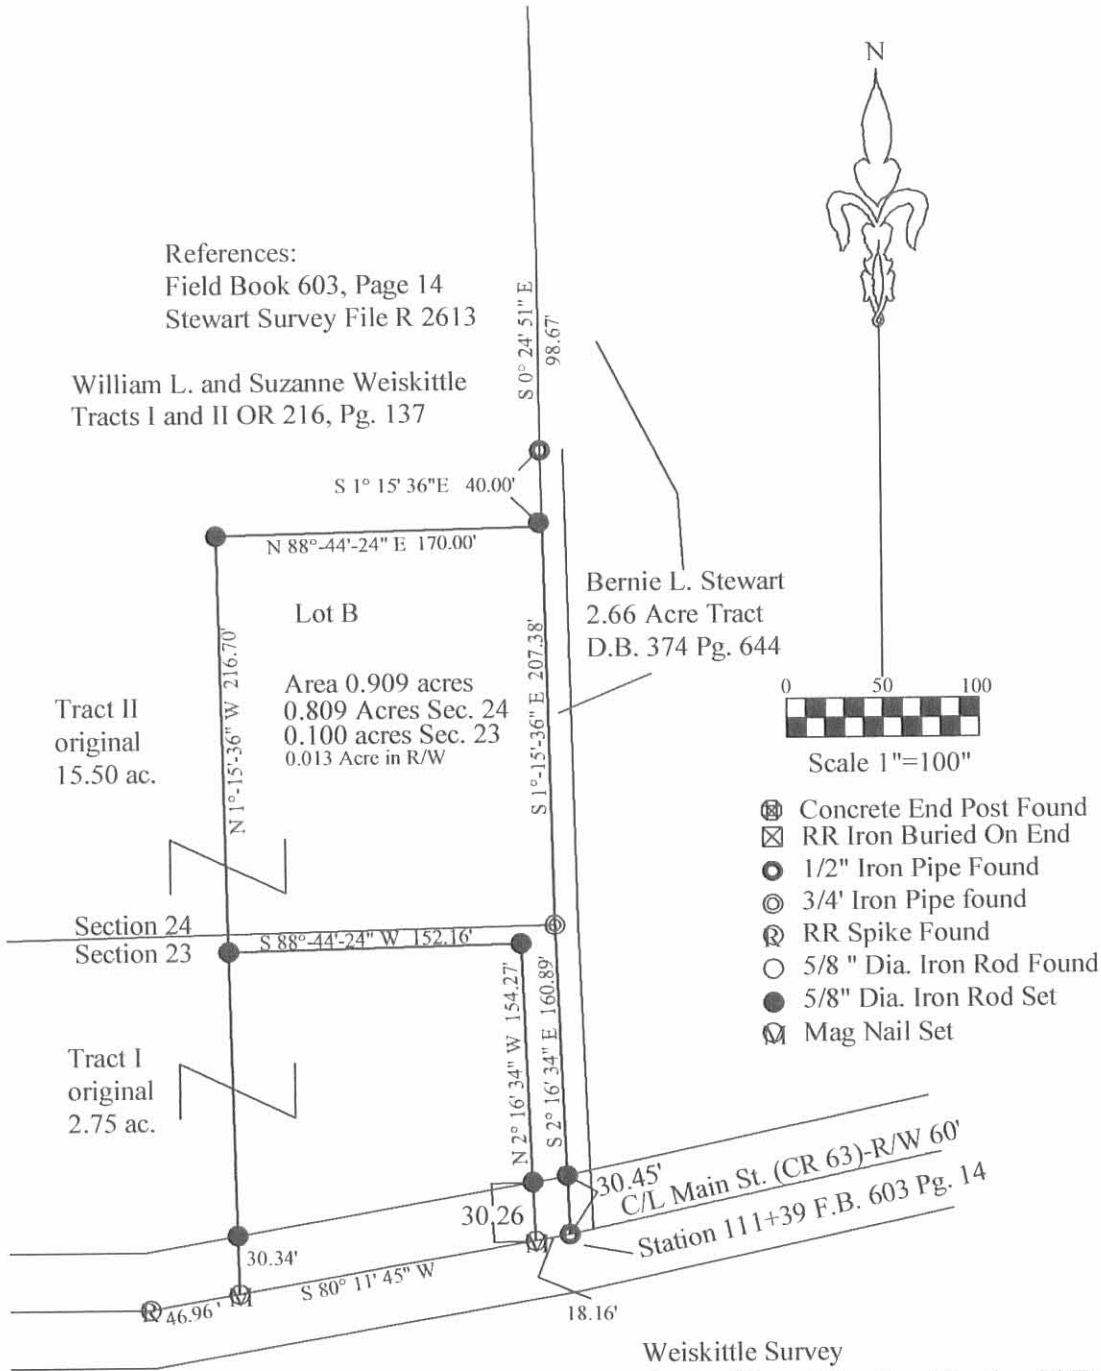 N
References:
Field Book 603, Page 14
Stewart Survey File R 2613
William L. and Suzanne Weiskittle
Tracts I and II OR 216, Pg. 137
S 0° 24' 51" E
98.67'
S 1° 15' 36"E 40.00'
N 88°-44'-24" E 170.00'
Lot B
Area 0.909 acres
0.809 Acres Sec. 24
0.100 acres Sec. 23
0.013 Acre in R/W
N 1°-15'-36" W 216.70'
S 1°-15'-36" E 207.38'
Bernie L. Stewart
2.66 Acre Tract
D.B. 374 Pg. 644
0 50 100
Scale 1"=100"
Tract II
original
15.50 ac.
Concrete End Post Found
RR Iron Buried On End
1/2" Iron Pipe Found
3/4' Iron Pipe found
R RR Spike Found
5/8 " Dia. Iron Rod Found
5/8" Dia. Iron Rod Set
M Mag Nail Set
Section 24
Section 23
S 88°-44'-24" W 152.16'
N 2° 16' 34" W 154.27'
S 2° 16' 34" E 160.89'
Tract I
original
2.75 ac.
30.45'
C/L Main St. (CR 63)-R/W 60'
30.26
Station 111+39 F.B. 603 Pg. 14
30.34'
S 80° 11' 45" W
M
M
R
46.96'
18.16'
Weiskittle Survey